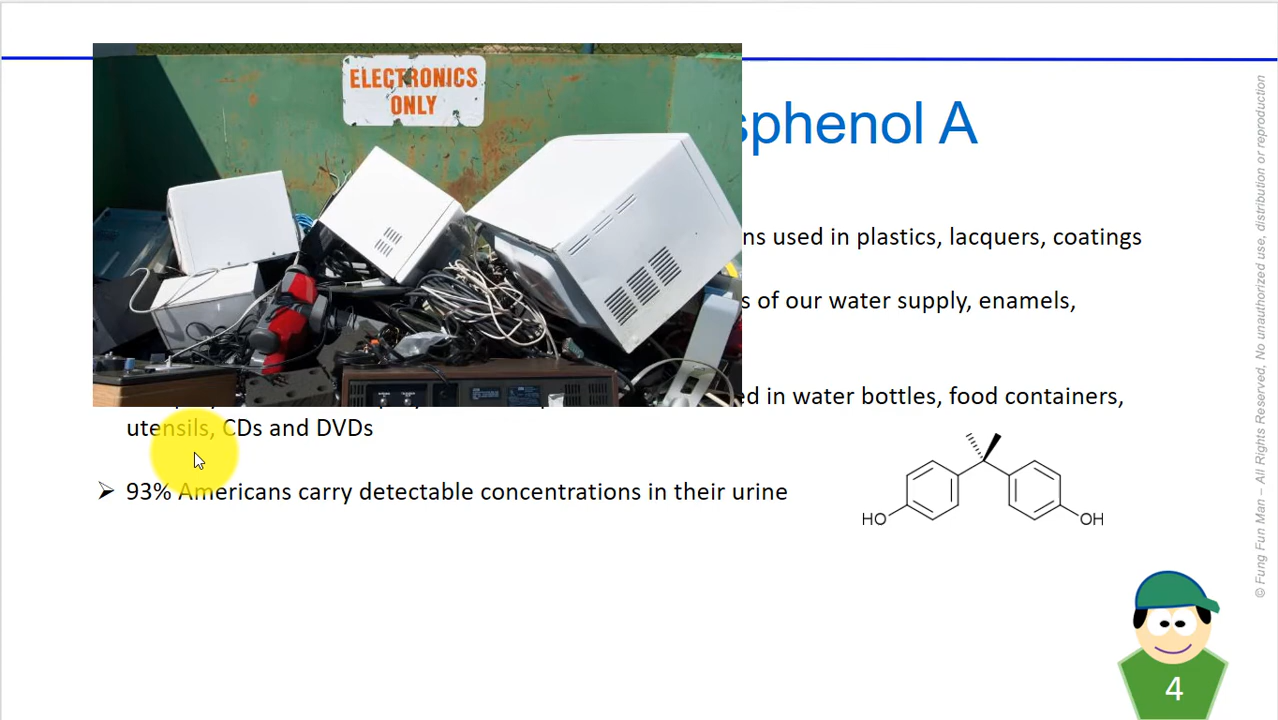 ELECTRONICS
ONLY
sphenol A
ns used in plastics, lacquers, coatings
s of our water supply, enamels,
ed in water bottles, food containers,
utensils, CDs and DVDs
➢ 93% Americans carry detectable concentrations in their urine
HO
OH
4
© Fung Fun Man – All Rights Reserved, No unauthorized use, distribution or reproduction